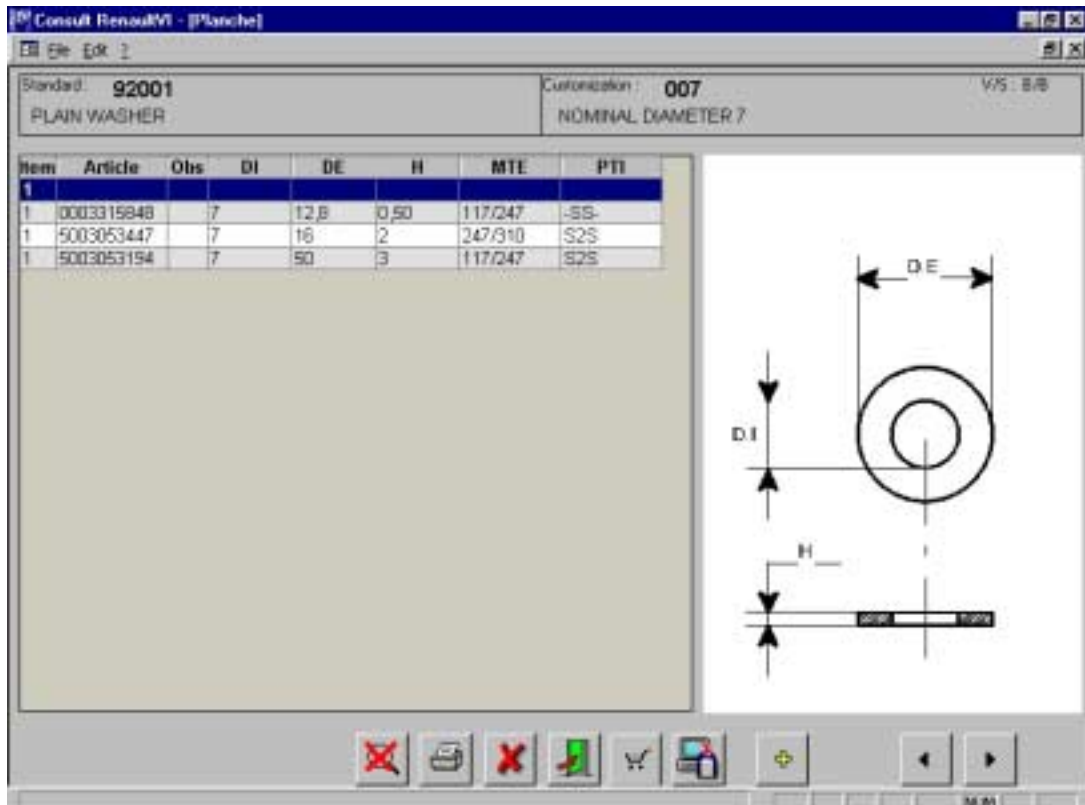 Consult RenaultVI - [Planche]
File Edit ?
Standard: 92001 Customization : 007 V/S : B/B
PLAIN WASHER NOMINAL DIAMETER 7
Item Article Obs DI DE H MTE PTI
1
1 0003315848 7 12,8 0,50 117/247 -SS-
1 5003053447 7 16 2 247/310 S2S
1 5003053194 7 50 3 117/247 S2S
D.E
D.I
H
NUM